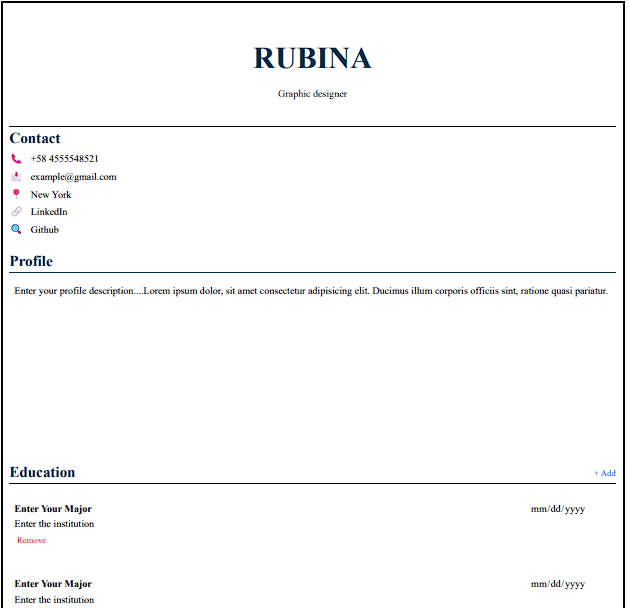 RUBINA
Graphic designer
Contact
+58 4555548521
example@gmail.com
New York
LinkedIn
Github
Profile
Enter your profile description....Lorem ipsum dolor, sit amet consectetur adipisicing elit. Ducimus illum corporis officiis sint, ratione quasi pariatur.
Education + Add
Enter Your Major mm/dd/yyyy
Enter the institution
Remove
Enter Your Major mm/dd/yyyy
Enter the institution